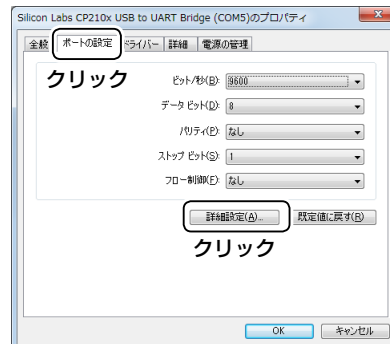 Silicon Labs CP210x USB to UART Bridge (COM5)のプロパティ
全般 ポートの設定 ドライバー 詳細 電源の管理
クリック
ビット/秒(B): 9600
データ ビット(D): 8
パリティ(P): なし
ストップ ビット(S): 1
フロー制御(F): なし
詳細設定(A)... 既定値に戻す(R)
クリック
OK キャンセル